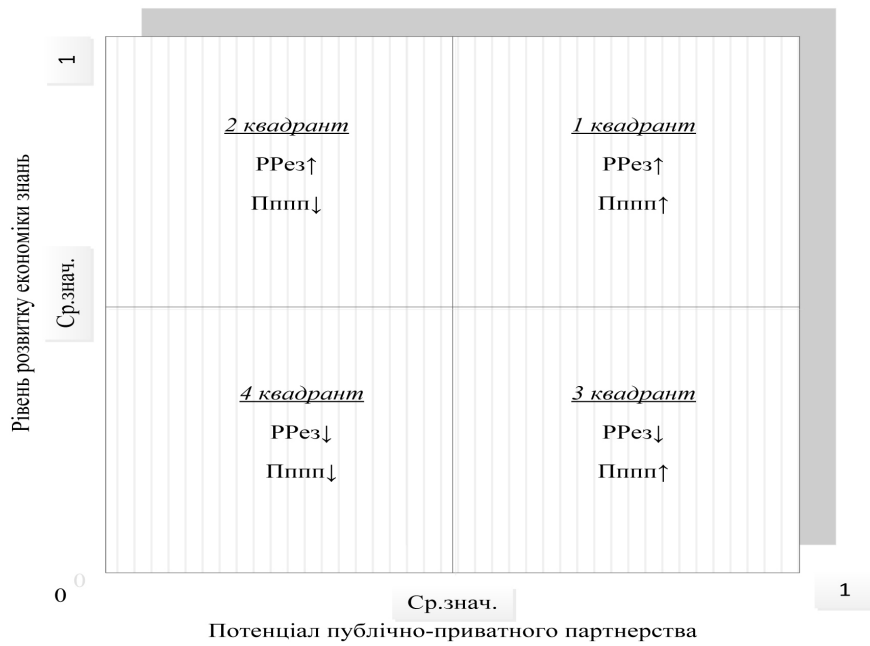 1
2 квадрант
РРез↑
Пппп↓
1 квадрант
РРез↑
Пппп↑
Рівень розвитку економіки знань
Ср.знач.
4 квадрант
РРез↓
Пппп↓
3 квадрант
РРез↓
Пппп↑
0
0
Ср.знач.
1
Потенціал публічно-приватного партнерства